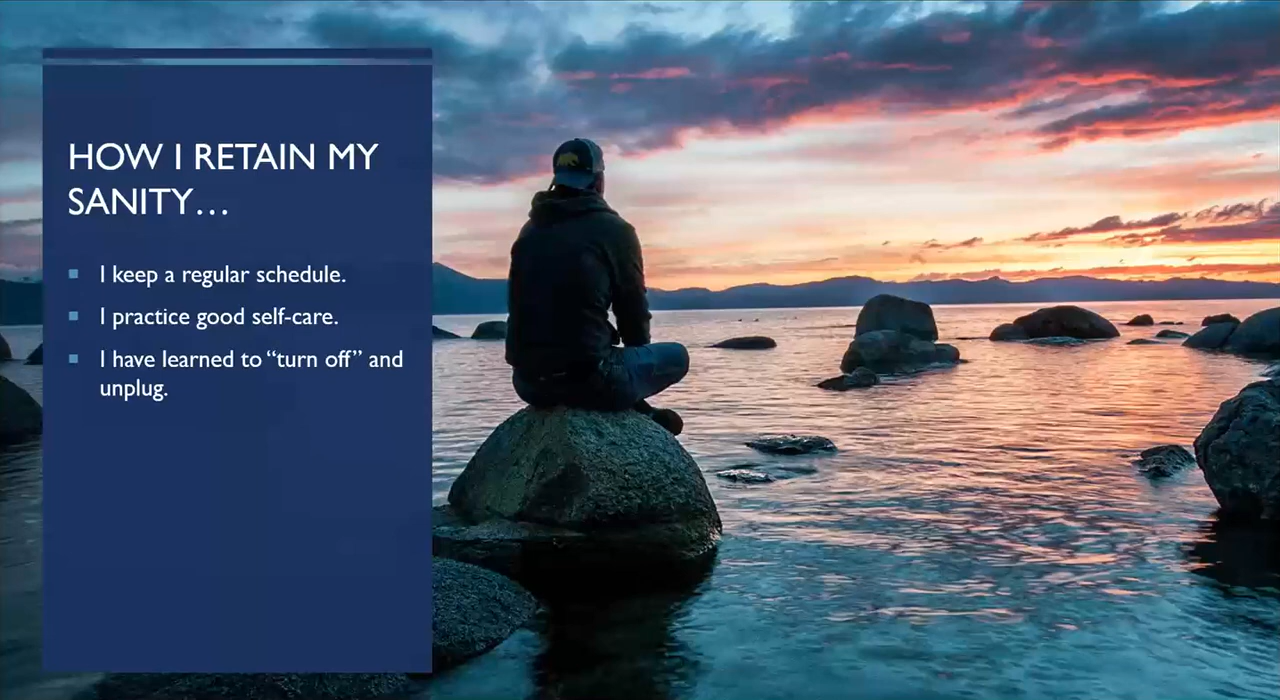 HOW I RETAIN MY
SANITY…
I keep a regular schedule.
I practice good self-care.
I have learned to “turn off” and
unplug.